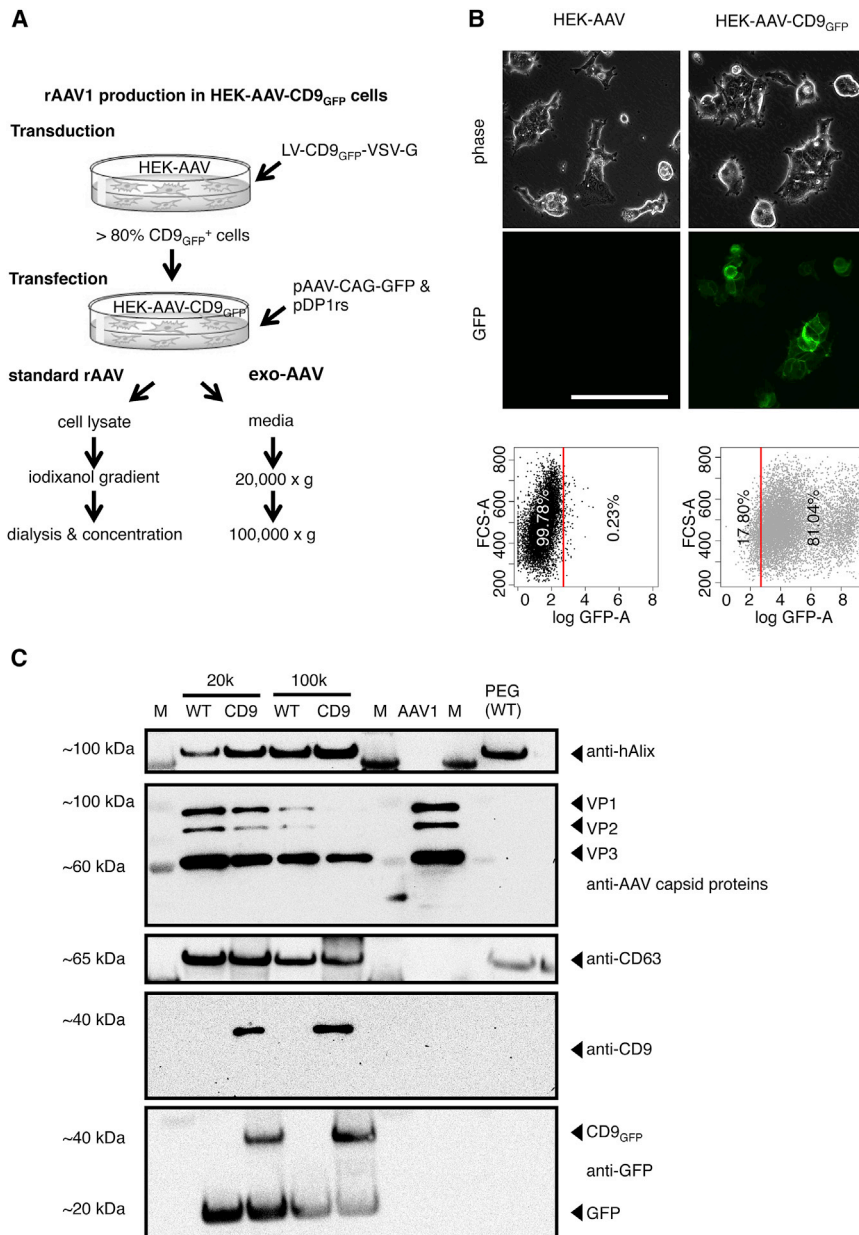 A
rAAV1 production in HEK-AAV-CD9GFP cells
Transduction
HEK-AAV
LV-CD9GFP-VSV-G
> 80% CD9GFP+ cells
Transfection
HEK-AAV-CD9GFP
pAAV-CAG-GFP &
pDP1rs
standard rAAV
exo-AAV
cell lysate
media
iodixanol gradient
20,000 x g
dialysis & concentration
100,000 x g
B
HEK-AAV
HEK-AAV-CD9GFP
phase
GFP
FCS-A
800
600
400
200
99.78%
0.23%
0 2 4 6 8
log GFP-A
FCS-A
800
600
400
200
17.80%
81.04%
0 2 4 6 8
log GFP-A
C
20k
100k
PEG
(WT)
M WT CD9 WT CD9 M AAV1 M
~100 kDa
anti-hAlix
~100 kDa
VP1
VP2
VP3
~60 kDa
anti-AAV capsid proteins
~65 kDa
anti-CD63
~40 kDa
anti-CD9
~40 kDa
CD9GFP
anti-GFP
~20 kDa
GFP